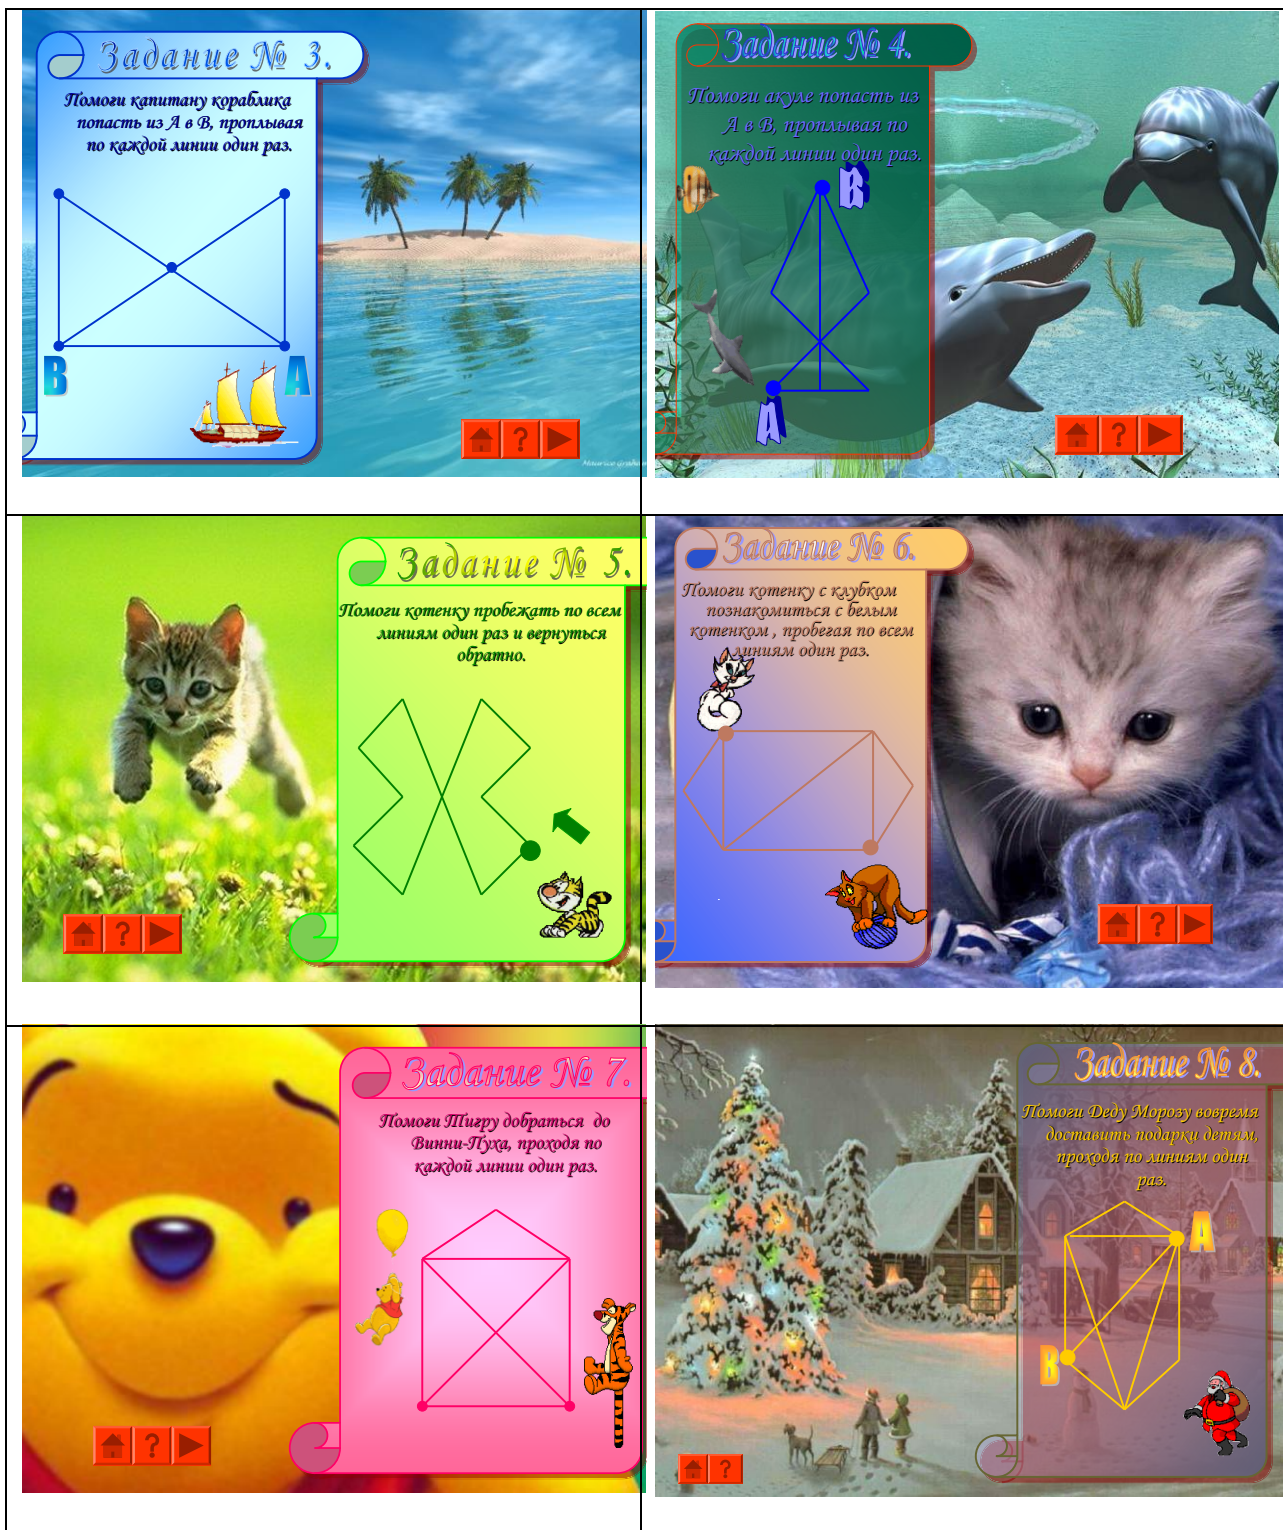 Задание № 3.
Помоги капитану кораблика
попасть из А в В, проплывая
по каждой линии один раз.
В
А
?
Задание № 4.
Помоги акуле попасть из
А в В, проплывая по
каждой линии один раз.
В
А
?
Задание № 5.
Помоги котенку пробежать по всем
линиям один раз и вернуться
обратно.
?
Задание № 6.
Помоги котенку с клубком
познакомиться с белым
котенком , пробегая по всем
линиям один раз.
?
Задание № 7.
Помоги Тигру добраться до
Винни-Пуха, проходя по
каждой линии один раз.
?
Задание № 8.
Помоги Деду Морозу вовремя
доставить подарки детям,
проходя по линиям один
раз.
А
В
?